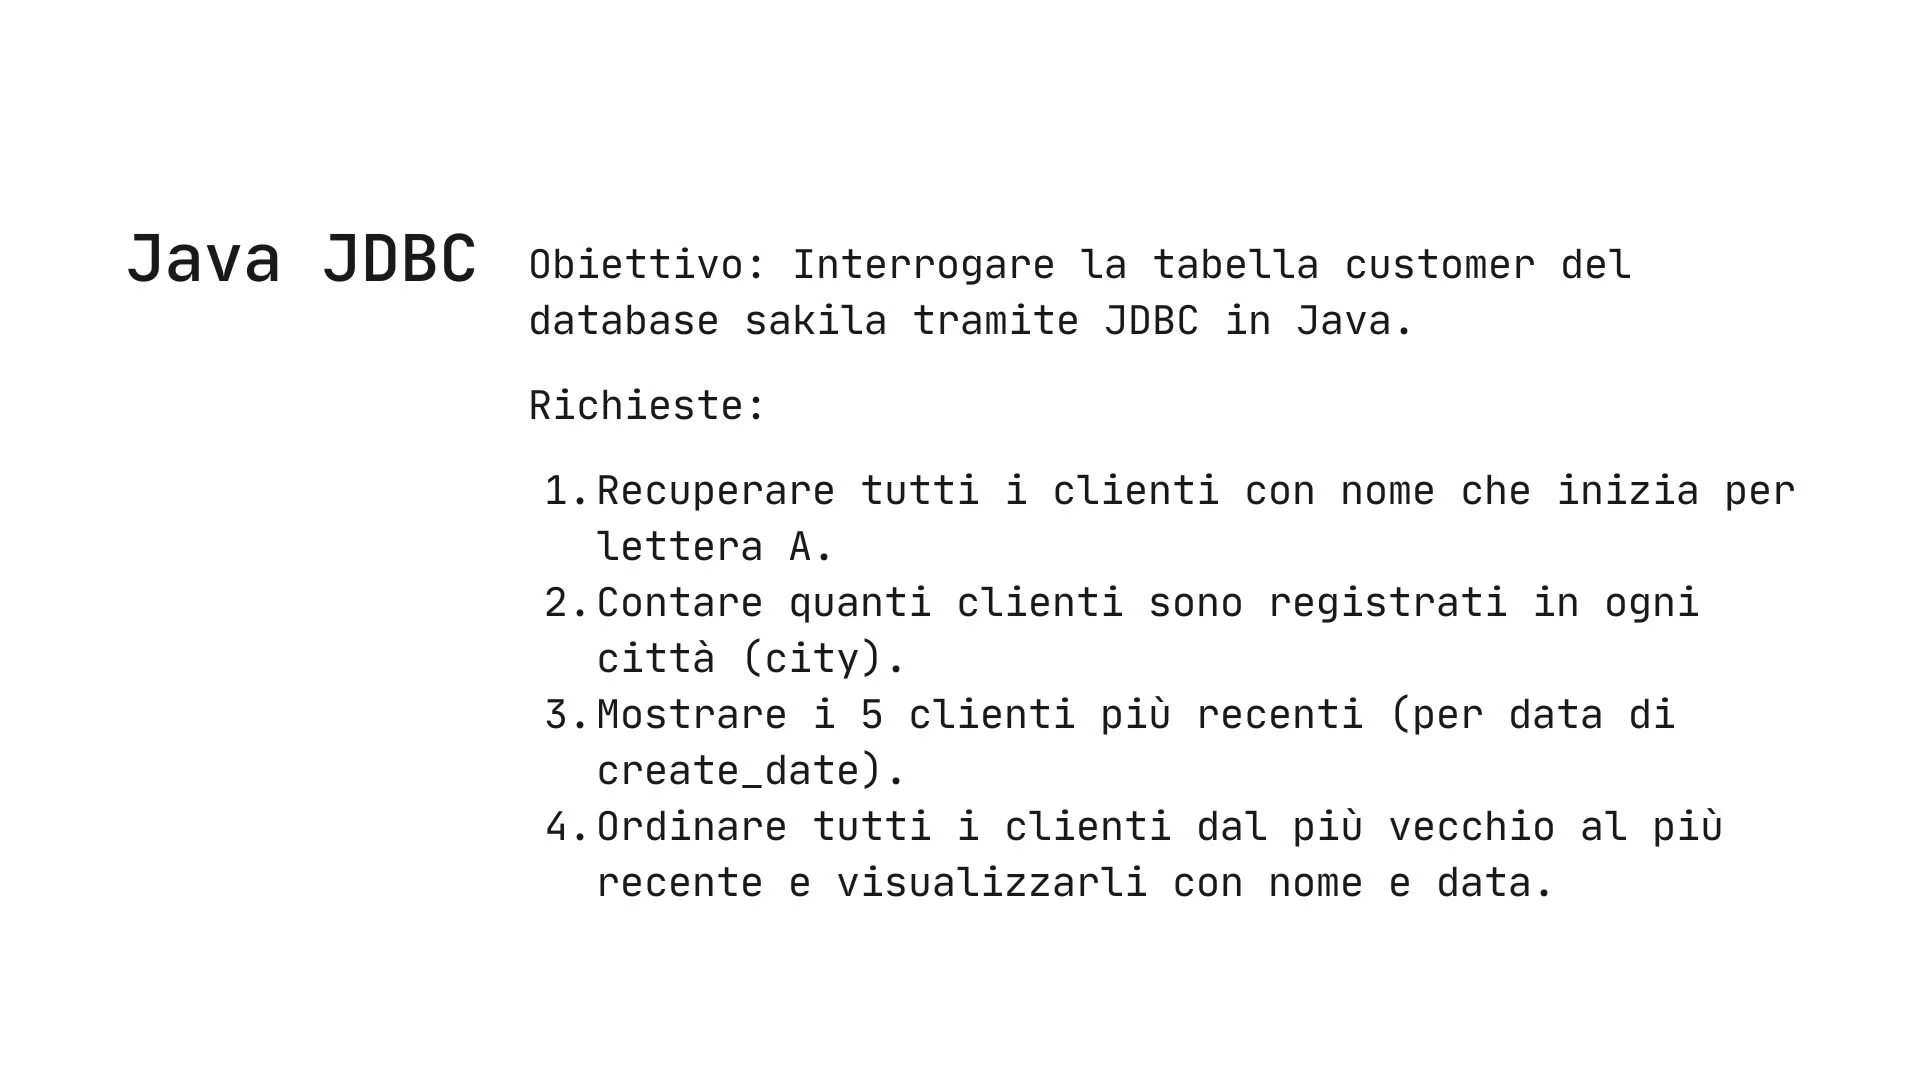 Java JDBC
Obiettivo: Interrogare la tabella customer del
database sakila tramite JDBC in Java.
Richieste:
1. Recuperare tutti i clienti con nome che inizia per
lettera A.
2. Contare quanti clienti sono registrati in ogni
città (city).
3. Mostrare i 5 clienti più recenti (per data di
create_date).
4. Ordinare tutti i clienti dal più vecchio al più
recente e visualizzarli con nome e data.